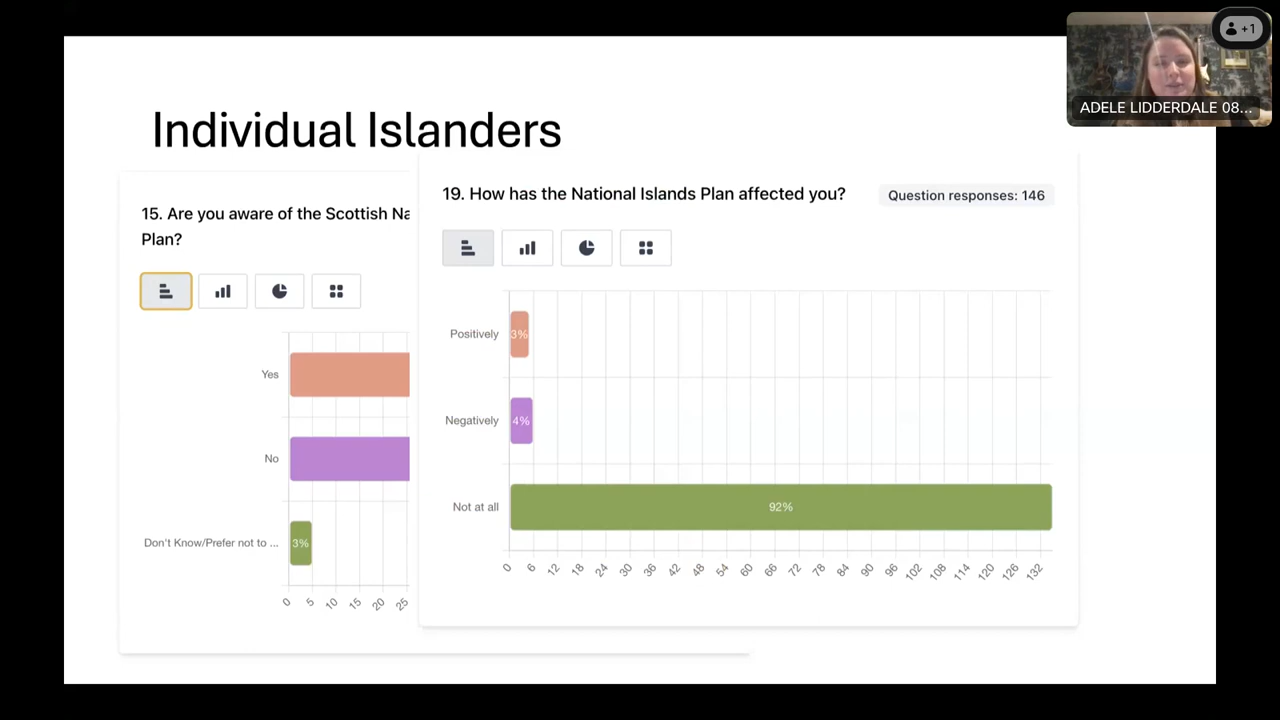 +1
ADELE LIDDERDALE 08...
Individual Islanders
15. Are you aware of the Scottish Na
Plan?
Yes
No
Don't Know/Prefer not to ...
3%
0 5 10 15 20 25
19. How has the National Islands Plan affected you?
Question responses: 146
Positively
3%
Negatively
4%
Not at all
92%
0 6 12 18 24 30 36 42 48 54 60 66 72 78 84 90 96 102 108 114 120 126 132